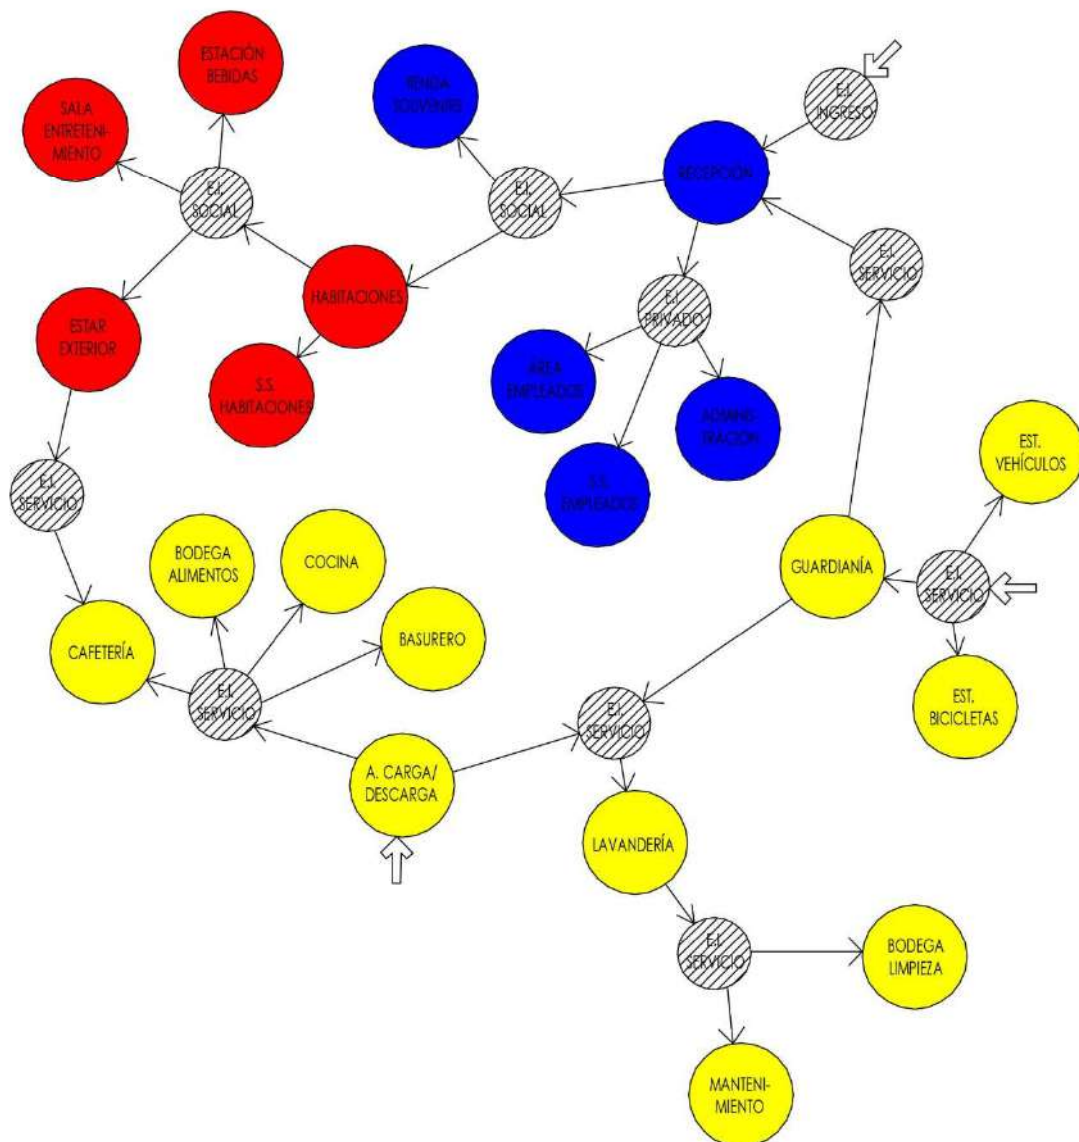 ESTACIÓN
BEBIDAS
SALA
ENTRETENI-
MIENTO
TIENDA
SOUVENIRS
E.I.
INGRESO
RECEPCIÓN
E.I.
SOCIAL
E.I.
SOCIAL
E.I.
SERVICIO
HABITACIONES
E.I.
PRIVADO
ESTAR
EXTERIOR
S.S.
HABITACIONES
ÁREA
EMPLEADOS
ADMINIS-
TRACIÓN
S.S.
EMPLEADOS
EST.
VEHÍCULOS
E.I.
SERVICIO
BODEGA
ALIMENTOS
COCINA
GUARDIANÍA
E.I.
SERVICIO
CAFETERÍA
BASURERO
E.I.
SERVICIO
E.I.
SERVICIO
EST.
BICICLETAS
A. CARGA/
DESCARGA
LAVANDERÍA
E.I.
SERVICIO
BODEGA
LIMPIEZA
MANTENI-
MIENTO